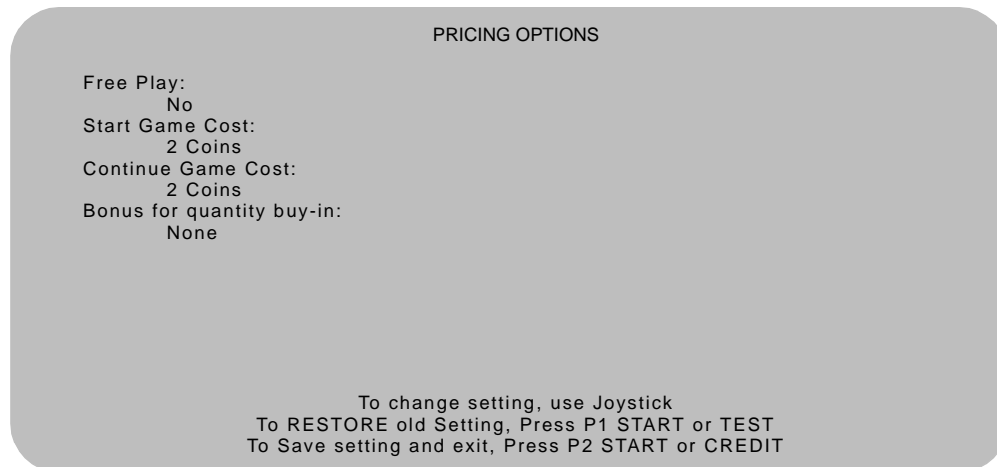 PRICING OPTIONS
Free Play:
No
Start Game Cost:
2 Coins
Continue Game Cost:
2 Coins
Bonus for quantity buy-in:
None
To change setting, use Joystick
To RESTORE old Setting, Press P1 START or TEST
To Save setting and exit, Press P2 START or CREDIT